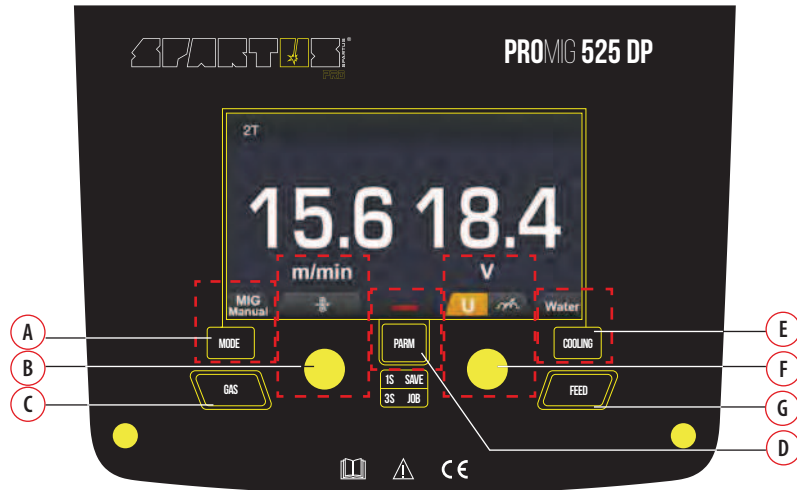 SPARTUS®
SPARTUS
PRO
PROMIG 525 DP
2T
15.6 18.4
m/min V
MIG Manual U Water
A MODE PARM COOLING E
B F
C GAS 1S SAVE FEED G
3S JOB D
CE